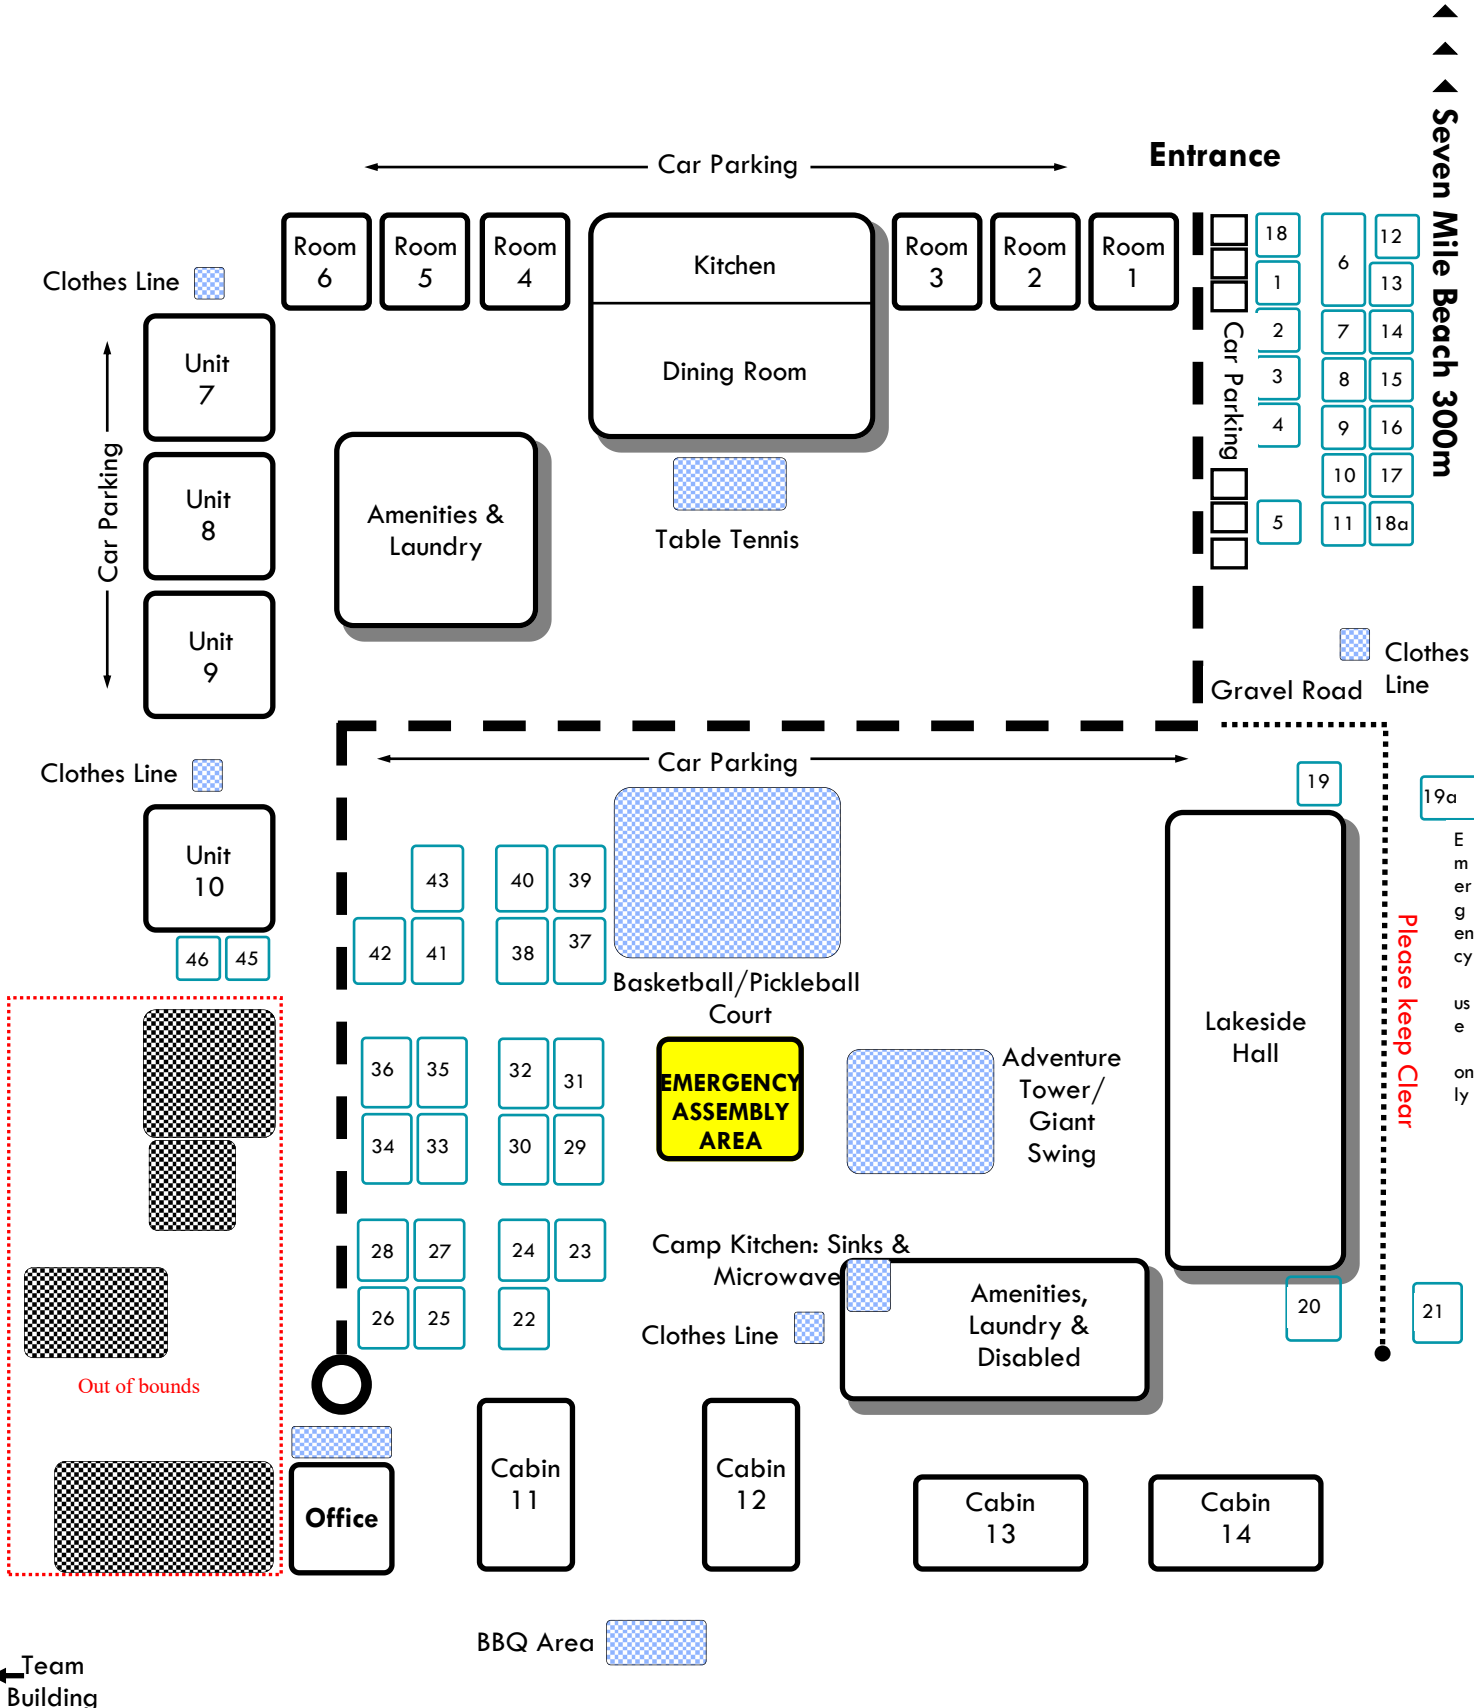 Seven Mile Beach 300m
Entrance
Car Parking
Room
6
Room
5
Room
4
Kitchen
Dining Room
Room
3
Room
2
Room
1
Car Parking
18
1
2
3
4
5
6
7
8
9
10
11
12
13
14
15
16
17
18a
Clothes Line
Unit
7
Unit
8
Unit
9
Car Parking
Amenities &
Laundry
Table Tennis
Clothes
Line
Gravel Road
Car Parking
Clothes Line
Unit
10
46
45
43
40
39
42
41
38
37
Basketball/Pickleball
Court
19
19a
E
m
er
g
en
cy
us
e
on
ly
Please keep Clear
Lakeside
Hall
36
35
32
31
34
33
30
29
EMERGENCY
ASSEMBLY
AREA
Adventure
Tower/
Giant
Swing
28
27
24
23
26
25
22
Camp Kitchen: Sinks &
Microwave
Clothes Line
Amenities,
Laundry &
Disabled
20
21
Out of bounds
Office
Cabin
11
Cabin
12
Cabin
13
Cabin
14
BBQ Area
Team
Building